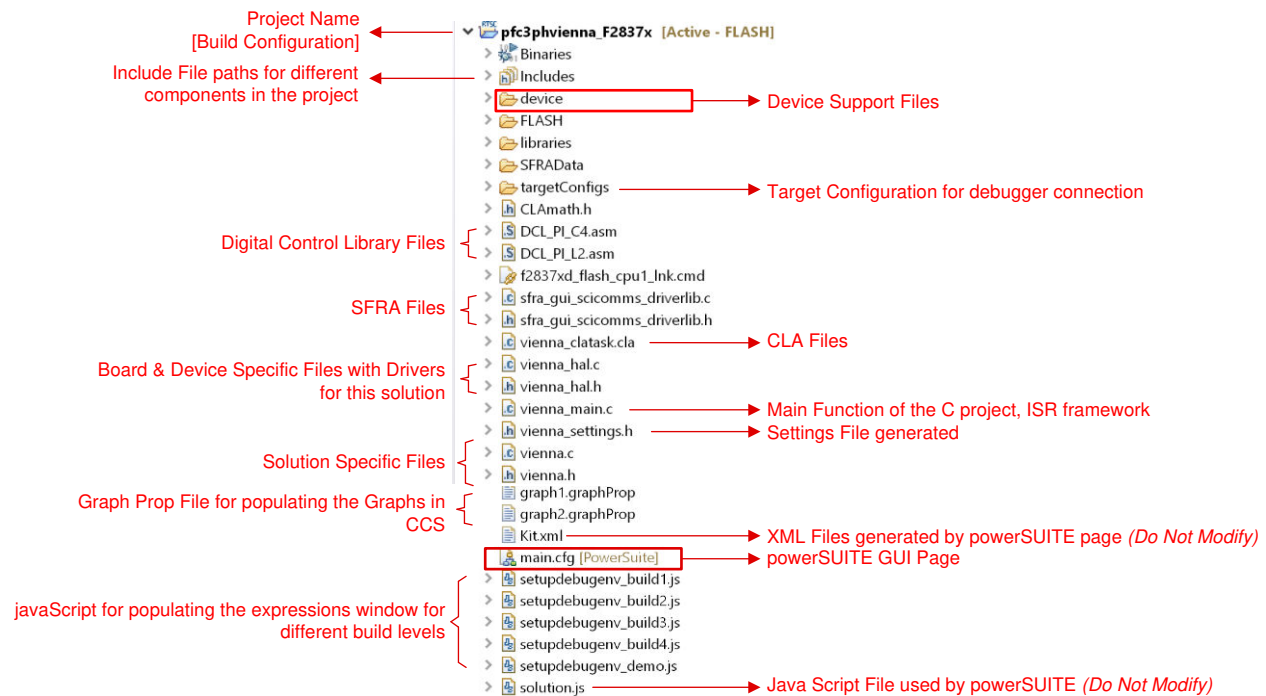 Project Name
[Build Configuration]
RTSC
pfc3phvienna_F2837x [Active - FLASH]
Binaries
Include File paths for different
components in the project
Includes
device
Device Support Files
FLASH
libraries
SFRAData
targetConfigs
Target Configuration for debugger connection
CLAmath.h
Digital Control Library Files
DCL_PI_C4.asm
DCL_PI_L2.asm
f2837xd_flash_cpu1_lnk.cmd
SFRA Files
sfra_gui_scicomms_driverlib.c
sfra_gui_scicomms_driverlib.h
vienna_clatask.cla
CLA Files
Board & Device Specific Files with Drivers
for this solution
vienna_hal.c
vienna_hal.h
vienna_main.c
Main Function of the C project, ISR framework
vienna_settings.h
Settings File generated
Solution Specific Files
vienna.c
vienna.h
Graph Prop File for populating the Graphs in
CCS
graph1.graphProp
graph2.graphProp
Kit.xml
XML Files generated by powerSUITE page (Do Not Modify)
main.cfg [PowerSuite]
powerSUITE GUI Page
javaScript for populating the expressions window for
different build levels
setupdebugenv_build1.js
setupdebugenv_build2.js
setupdebugenv_build3.js
setupdebugenv_build4.js
setupdebugenv_demo.js
solution.js
Java Script File used by powerSUITE (Do Not Modify)